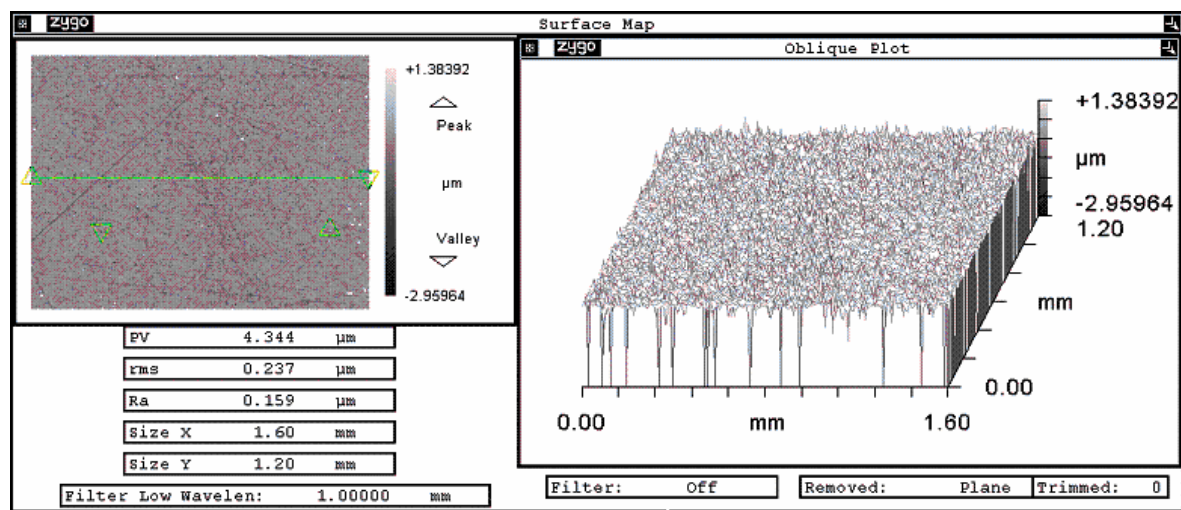 zygo Surface Map
+1.38392
Peak
µm
Valley
-2.95964
PV 4.344 µm
rms 0.237 µm
Ra 0.159 µm
Size X 1.60 mm
Size Y 1.20 mm
Filter Low Wavelen: 1.00000 mm
zygo Oblique Plot
+1.38392
µm
-2.95964
1.20
mm
0.00
0.00 mm 1.60
Filter: Off
Removed: Plane
Trimmed: 0